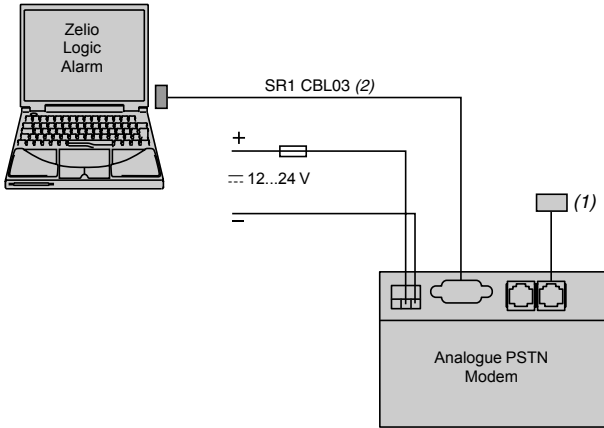 Zelio
Logic
Alarm
SR1 CBL03 (2)
+
⎓ 12...24 V
–
(1)
Analogue PSTN
Modem